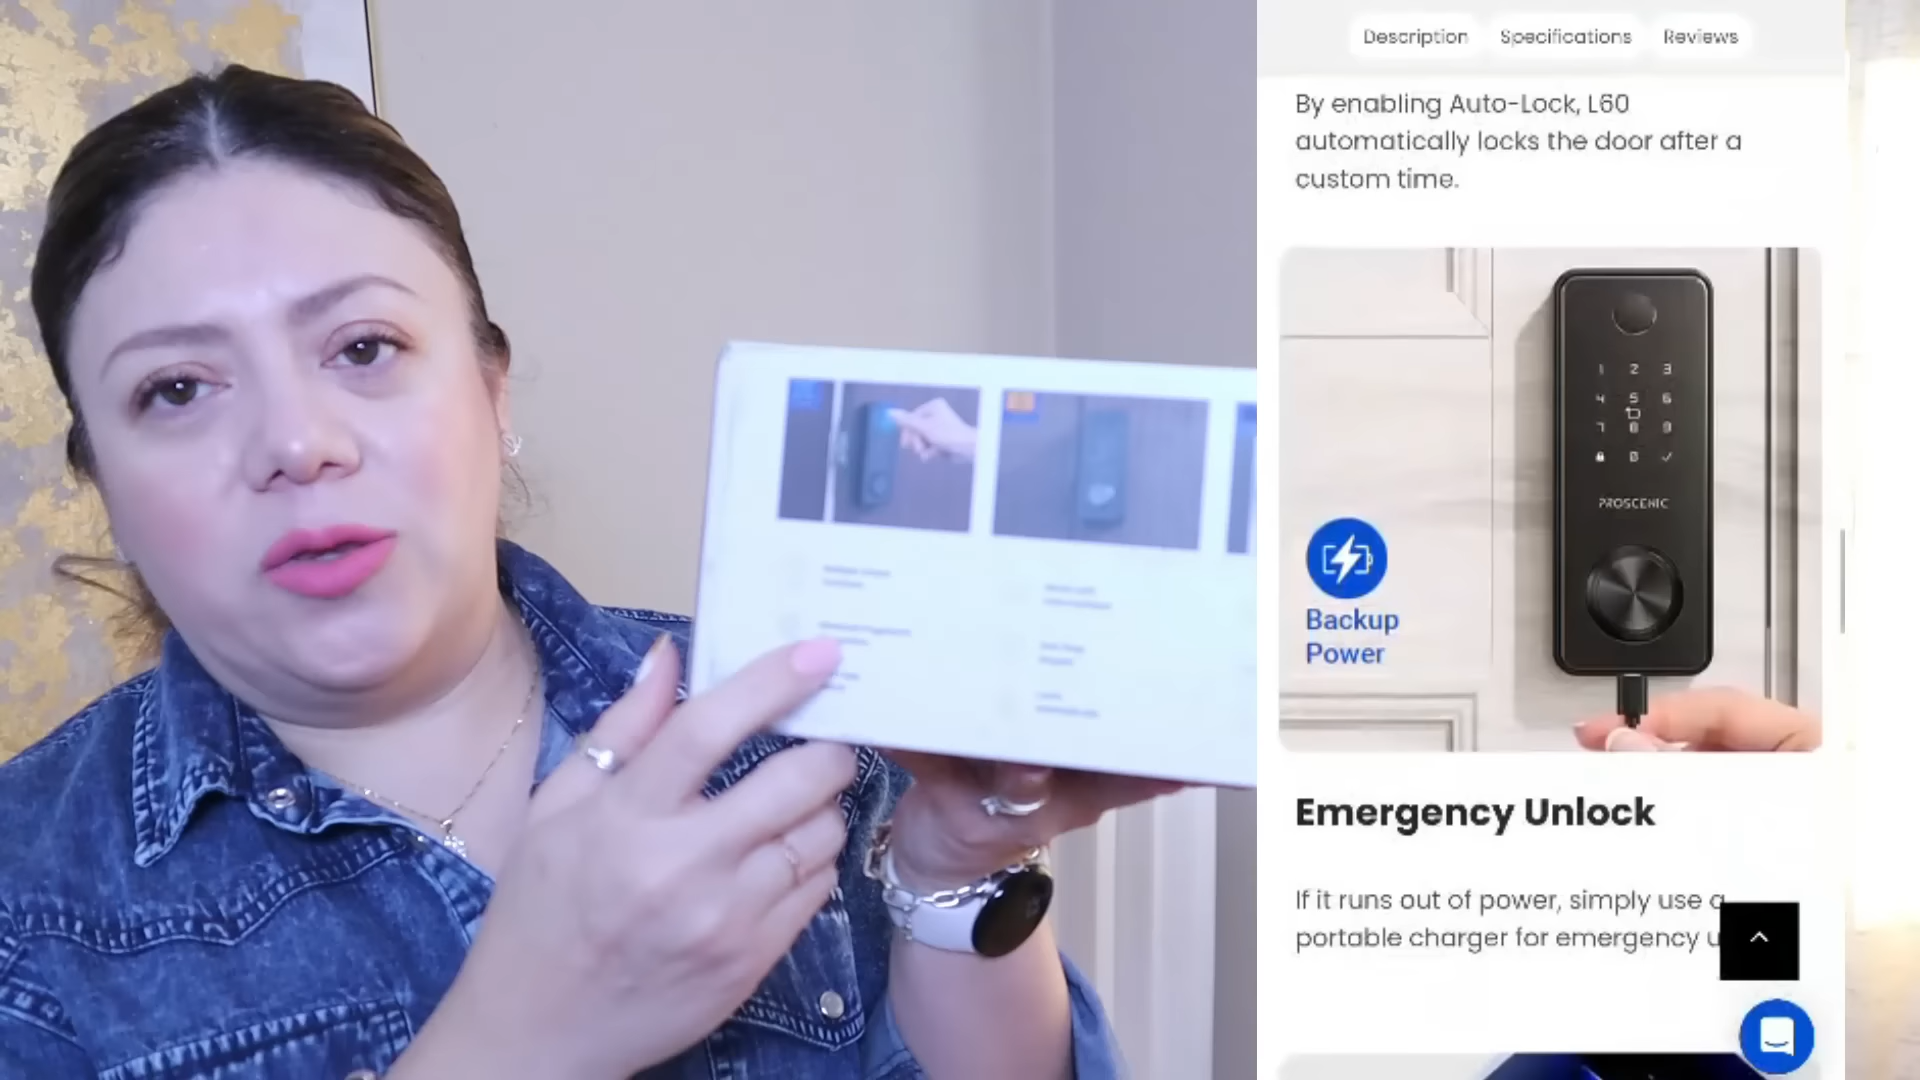 Description Specifications Reviews
By enabling Auto-Lock, L60
automatically locks the door after a
custom time.
1 2 3
4 5 6
7 8 9
0
PROSCENIC
Backup
Power
Emergency Unlock
If it runs out of power, simply use a
portable charger for emergency u